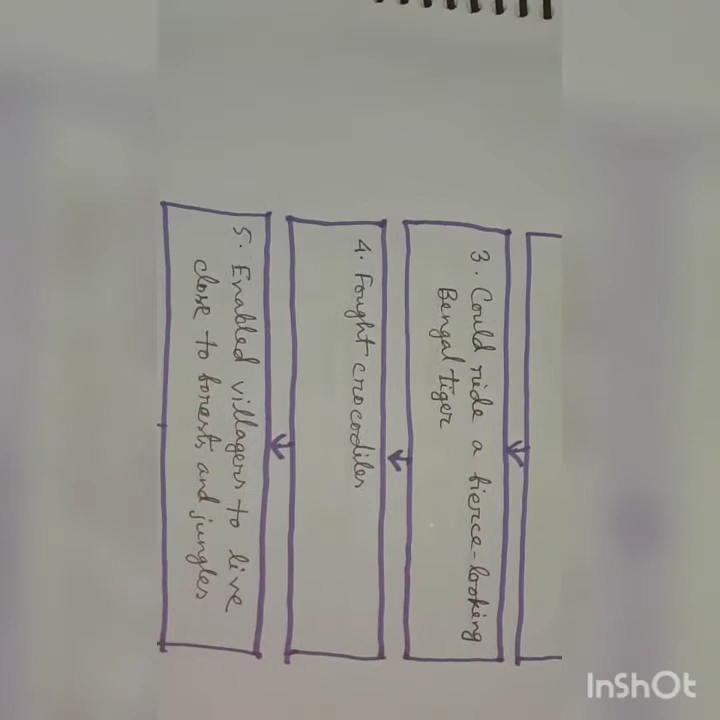 3. Could ride a fierce-looking
Bengal tiger
4. Fought crocodiles
5. Enabled villagers to live
close to forests and jungles
InShOt